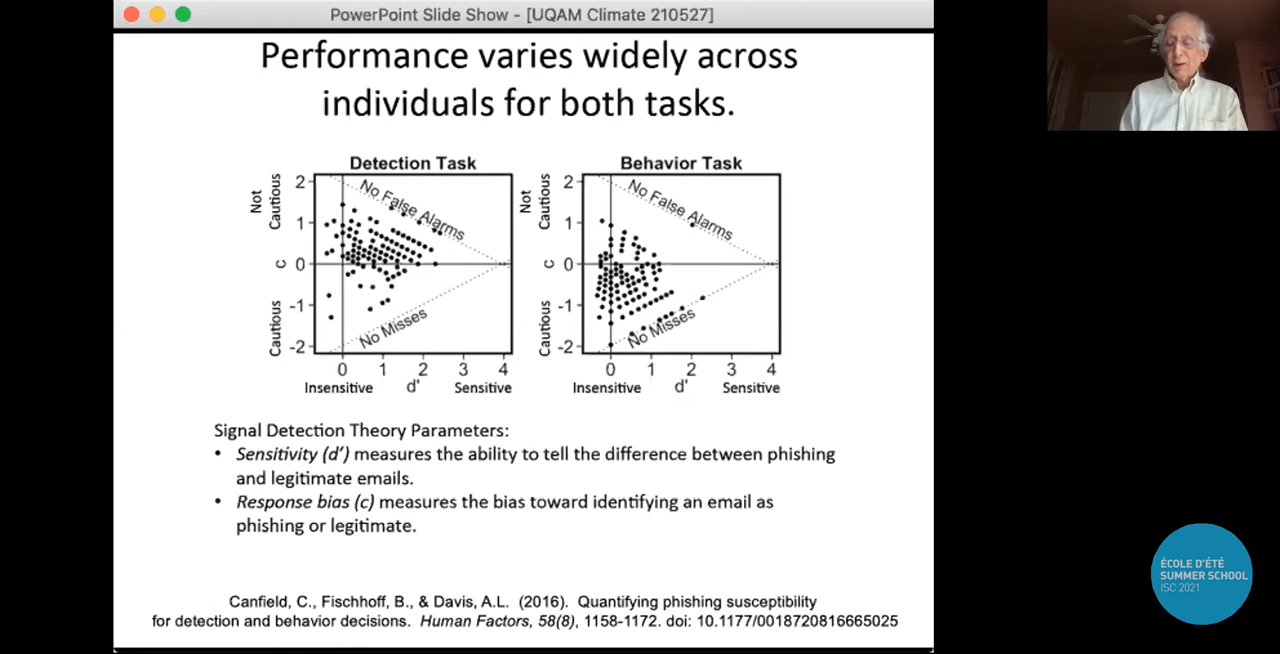 PowerPoint Slide Show - [UQAM Climate 210527]
Performance varies widely across
individuals for both tasks.
Detection Task
Not
Cautious
Cautious
c
2
1
0
-1
-2
No False Alarms
No Misses
0 1 2 3 4
Insensitive d' Sensitive
Behavior Task
Not
Cautious
Cautious
c
2
1
0
-1
-2
No False Alarms
No Misses
0 1 2 3 4
Insensitive d' Sensitive
Signal Detection Theory Parameters:
• Sensitivity (d') measures the ability to tell the difference between phishing
and legitimate emails.
• Response bias (c) measures the bias toward identifying an email as
phishing or legitimate.
Canfield, C., Fischhoff, B., & Davis, A.L. (2016). Quantifying phishing susceptibility
for detection and behavior decisions. Human Factors, 58(8), 1158-1172. doi: 10.1177/0018720816665025
ÉCOLE D'ÉTÉ
SUMMER SCHOOL
ISC 2021